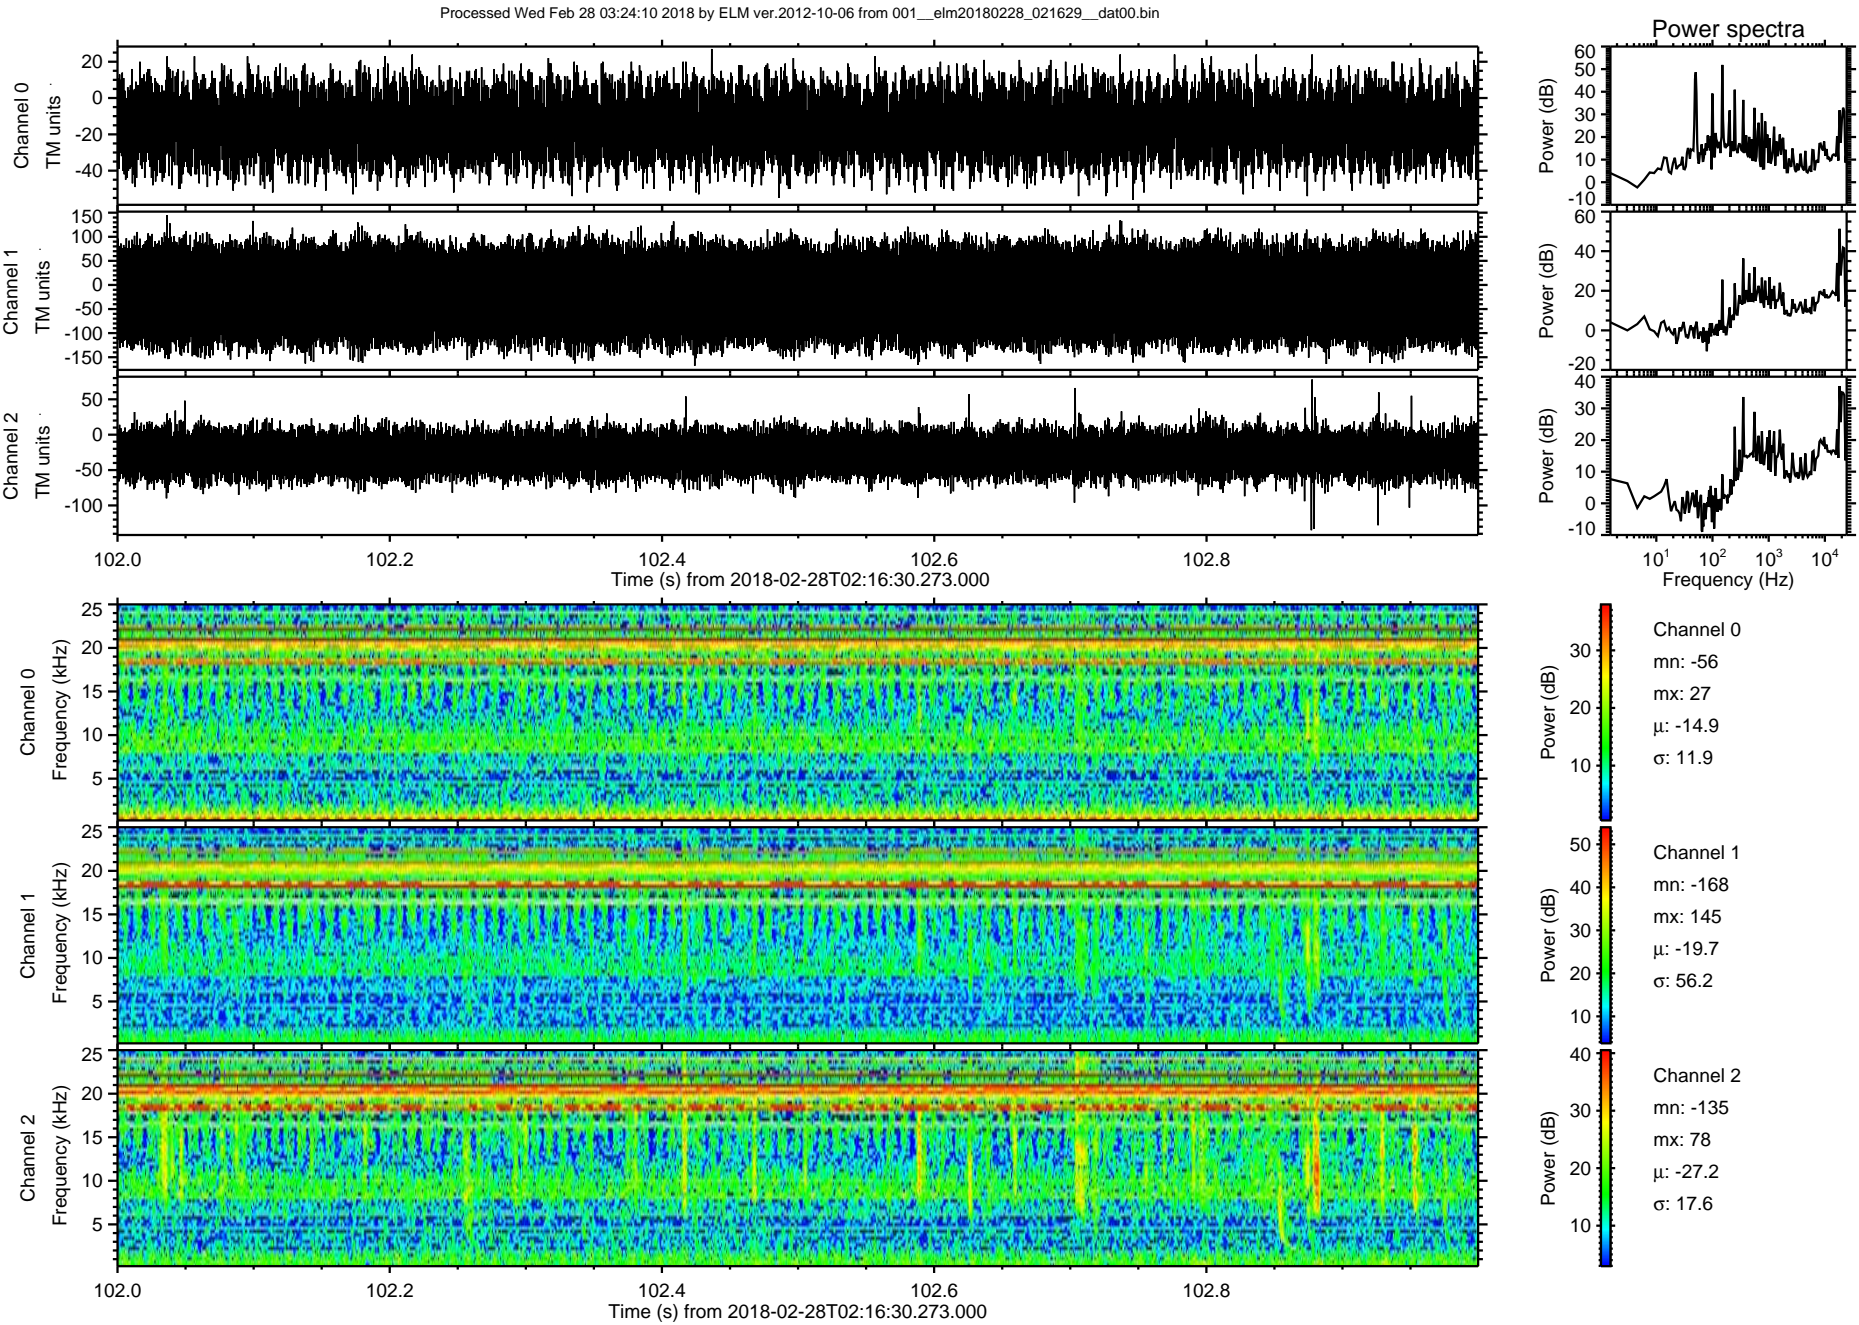 Processed Wed Feb 28 03:24:10 2018 by ELM ver.2012-10-06 from 001__elm20180228_021629__dat00.bin
Power spectra
Channel 0
TM units
20
0
-20
-40
Power (dB)
60
50
40
30
20
10
0
-10
Channel 1
TM units
150
100
50
0
-50
-100
-150
Power (dB)
60
40
20
0
-20
Channel 2
TM units
50
0
-50
-100
Power (dB)
40
30
20
10
0
-10
102.0 102.2 102.4 102.6 102.8
Time (s) from 2018-02-28T02:16:30.273.000
10¹ 10² 10³ 10⁴
Frequency (Hz)
Channel 0
Frequency (kHz)
25
20
15
10
5
Power (dB)
30
20
10
Channel 0
mn: -56
mx: 27
μ: -14.9
σ: 11.9
Channel 1
Frequency (kHz)
25
20
15
10
5
Power (dB)
50
40
30
20
10
Channel 1
mn: -168
mx: 145
μ: -19.7
σ: 56.2
Channel 2
Frequency (kHz)
25
20
15
10
5
Power (dB)
40
30
20
10
Channel 2
mn: -135
mx: 78
μ: -27.2
σ: 17.6
102.0 102.2 102.4 102.6 102.8
Time (s) from 2018-02-28T02:16:30.273.000